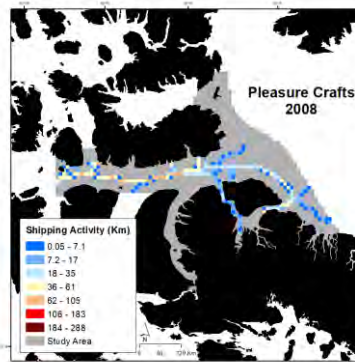 Pleasure Crafts
2008
Shipping Activity (Km)
0.05 - 7.1
7.2 - 17
18 - 35
36 - 61
62 - 105
106 - 183
184 - 288
Study Area
N